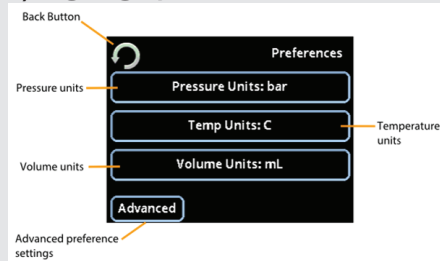 Back Button
Preferences
Pressure units
Pressure Units: bar
Temp Units: C
Temperature
units
Volume units
Volume Units: mL
Advanced
Advanced preference
settings